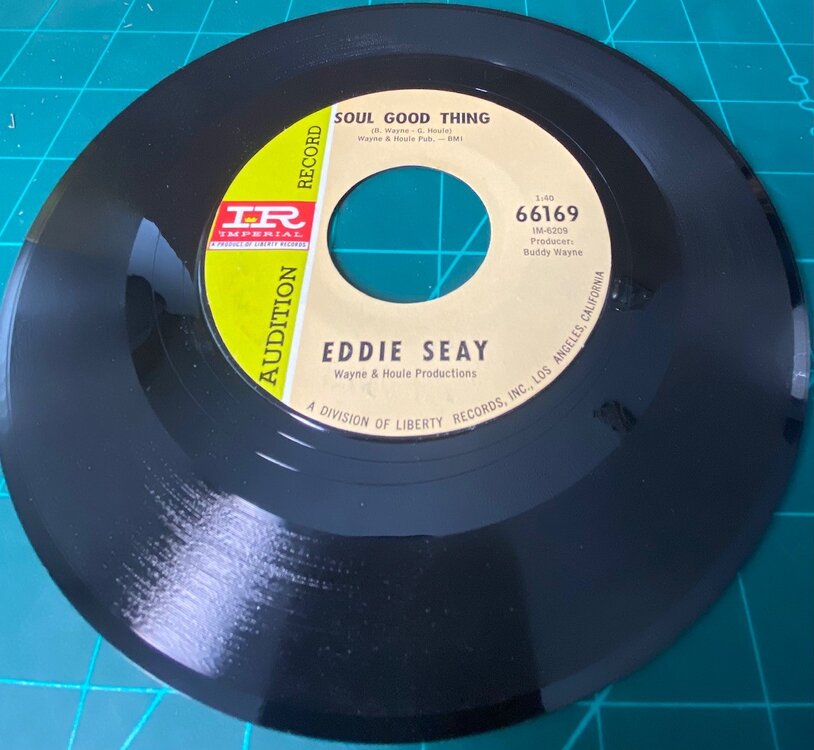 SOUL GOOD THING
(B. Wayne - G. Houle)
Wayne & Houle Pub. — BMI
AUDITION RECORD
IR
IMPERIAL
A PRODUCT OF LIBERTY RECORDS
1:40
66169
IM-6209
Producer:
Buddy Wayne
EDDIE SEAY
Wayne & Houle Productions
A DIVISION OF LIBERTY RECORDS, INC., LOS ANGELES, CALIFORNIA